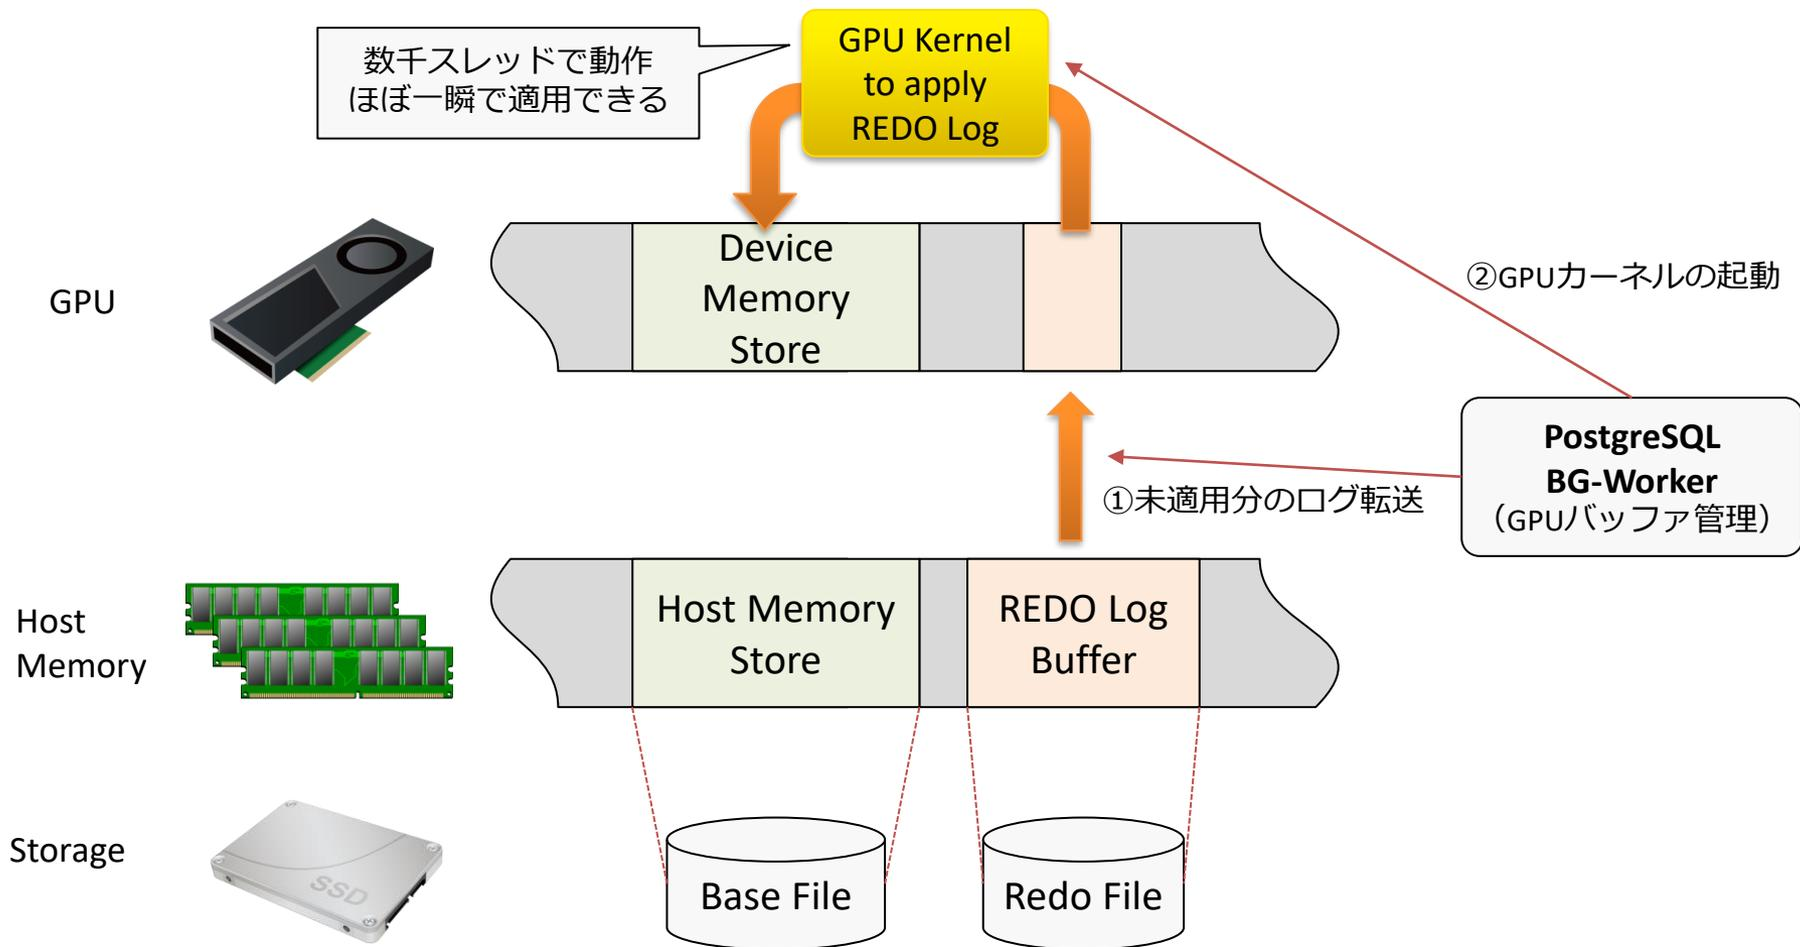 数千スレッドで動作
ほぼ一瞬で適用できる
GPU Kernel
to apply
REDO Log
GPU
Device
Memory
Store
②GPUカーネルの起動
PostgreSQL
BG-Worker
（GPUバッファ管理）
①未適用分のログ転送
Host
Memory
Host Memory
Store
REDO Log
Buffer
Storage
SSD
Base File
Redo File